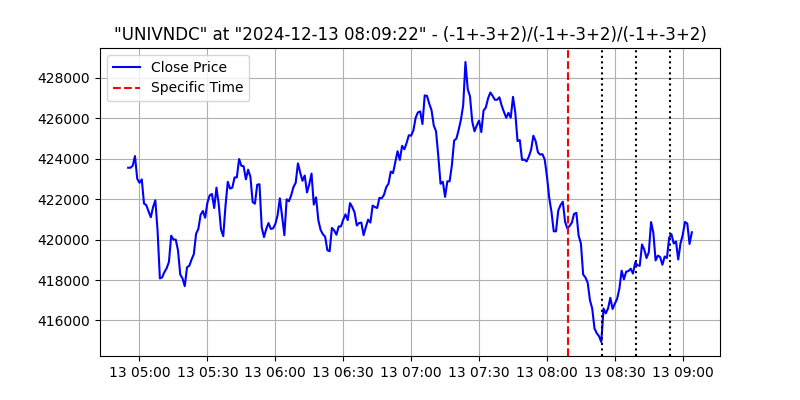 "UNIVNDC" at "2024-12-13 08:09:22" - (-1+-3+2)/(-1+-3+2)/(-1+-3+2)
Close Price
Specific Time
428000
426000
424000
422000
420000
418000
416000
13 05:00 13 05:30 13 06:00 13 06:30 13 07:00 13 07:30 13 08:00 13 08:30 13 09:00